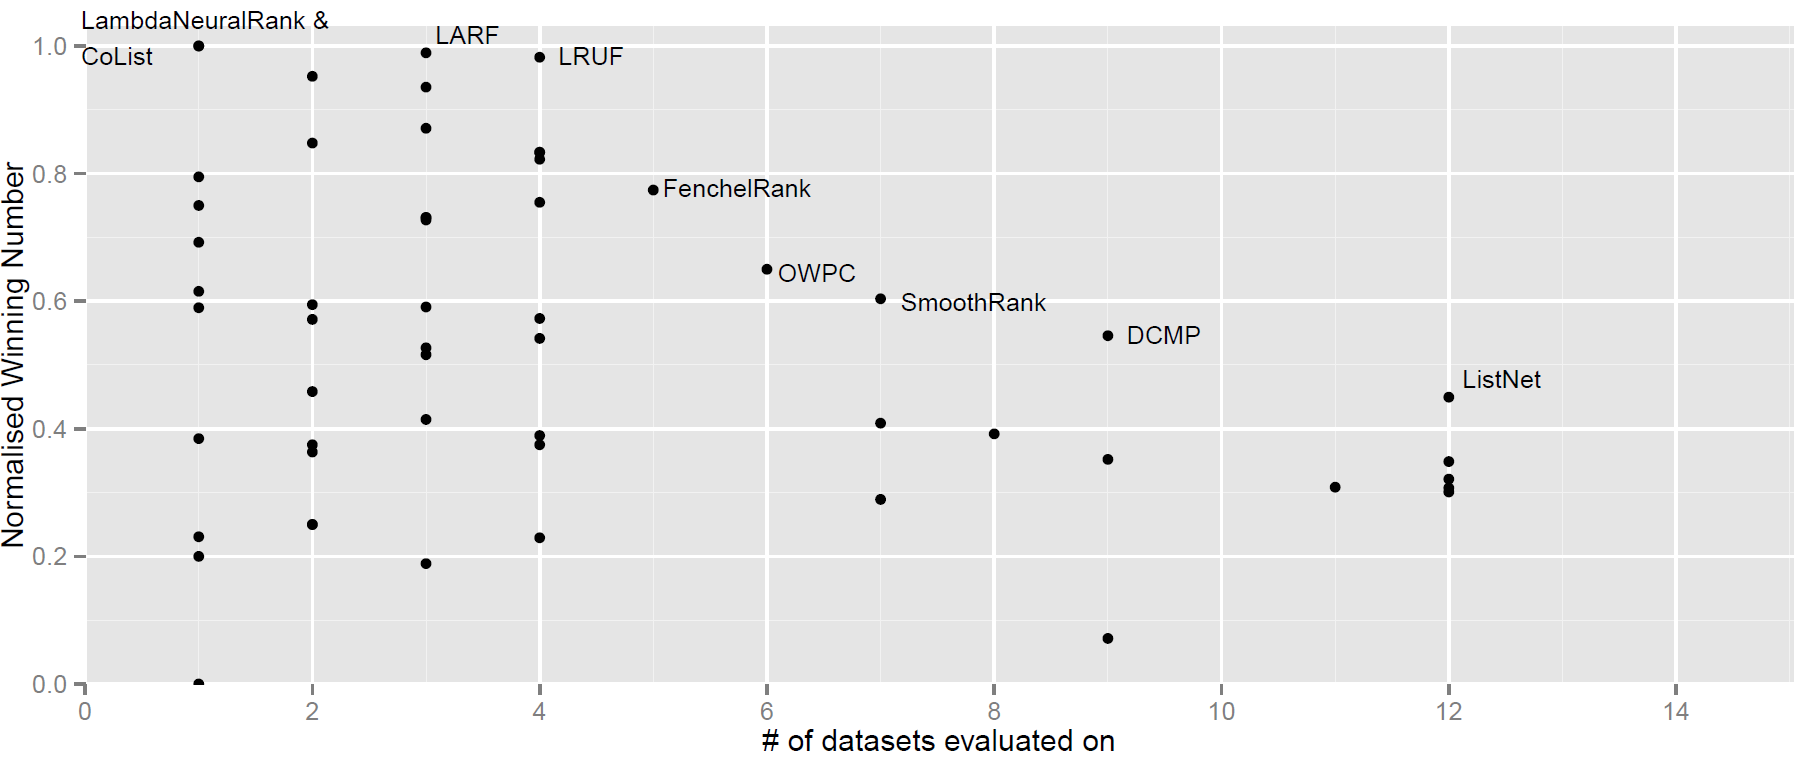 LambdaNeuralRank &
CoList
LARF
LRUF
FenchelRank
OWPC
SmoothRank
DCMP
ListNet
Normalised Winning Number
1.0
0.8
0.6
0.4
0.2
0.0
0 2 4 6 8 10 12 14
# of datasets evaluated on